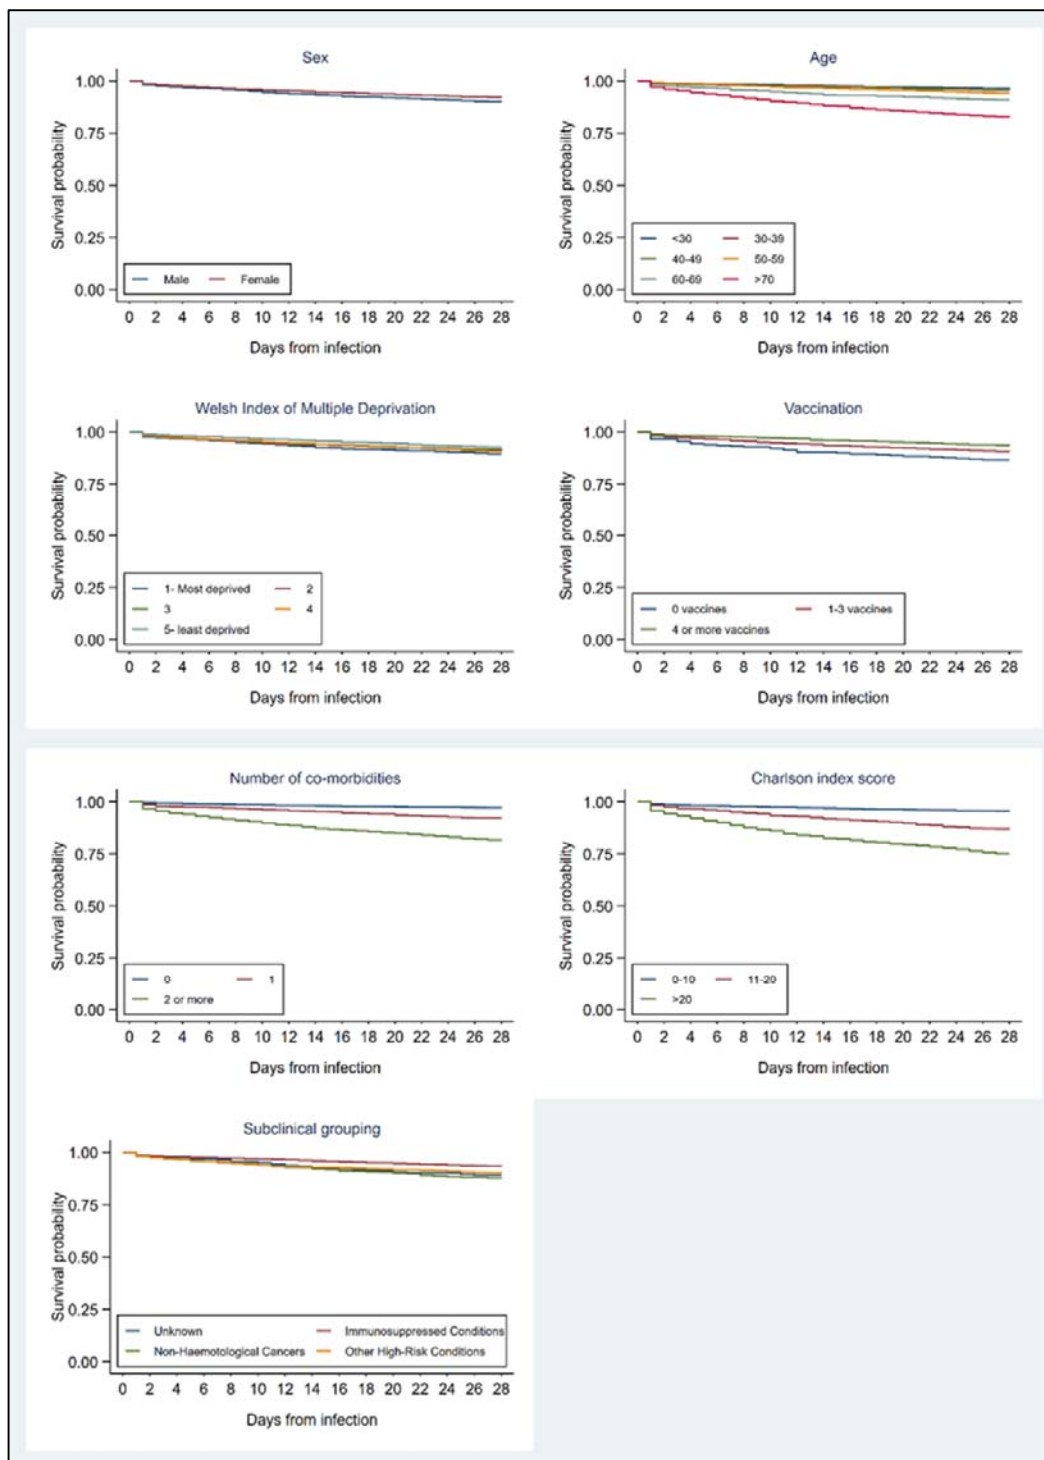 Sex
Survival probability
1.00
0.75
0.50
0.25
0.00
Male Female
0 2 4 6 8 10 12 14 16 18 20 22 24 26 28
Days from infection
Age
Survival probability
1.00
0.75
0.50
0.25
0.00
<30 30-39
40-49 50-59
60-69 >70
0 2 4 6 8 10 12 14 16 18 20 22 24 26 28
Days from infection
Welsh Index of Multiple Deprivation
Survival probability
1.00
0.75
0.50
0.25
0.00
1- Most deprived 2
3 4
5- least deprived
0 2 4 6 8 10 12 14 16 18 20 22 24 26 28
Days from infection
Vaccination
Survival probability
1.00
0.75
0.50
0.25
0.00
0 vaccines 1-3 vaccines
4 or more vaccines
0 2 4 6 8 10 12 14 16 18 20 22 24 26 28
Days from infection
Number of co-morbidities
Survival probability
1.00
0.75
0.50
0.25
0.00
0 1
2 or more
0 2 4 6 8 10 12 14 16 18 20 22 24 26 28
Days from infection
Charlson index score
Survival probability
1.00
0.75
0.50
0.25
0.00
0-10 11-20
>20
0 2 4 6 8 10 12 14 16 18 20 22 24 26 28
Days from infection
Subclinical grouping
Survival probability
1.00
0.75
0.50
0.25
0.00
Unknown Immunosuppressed Conditions
Non-Haemotological Cancers Other High-Risk Conditions
0 2 4 6 8 10 12 14 16 18 20 22 24 26 28
Days from infection